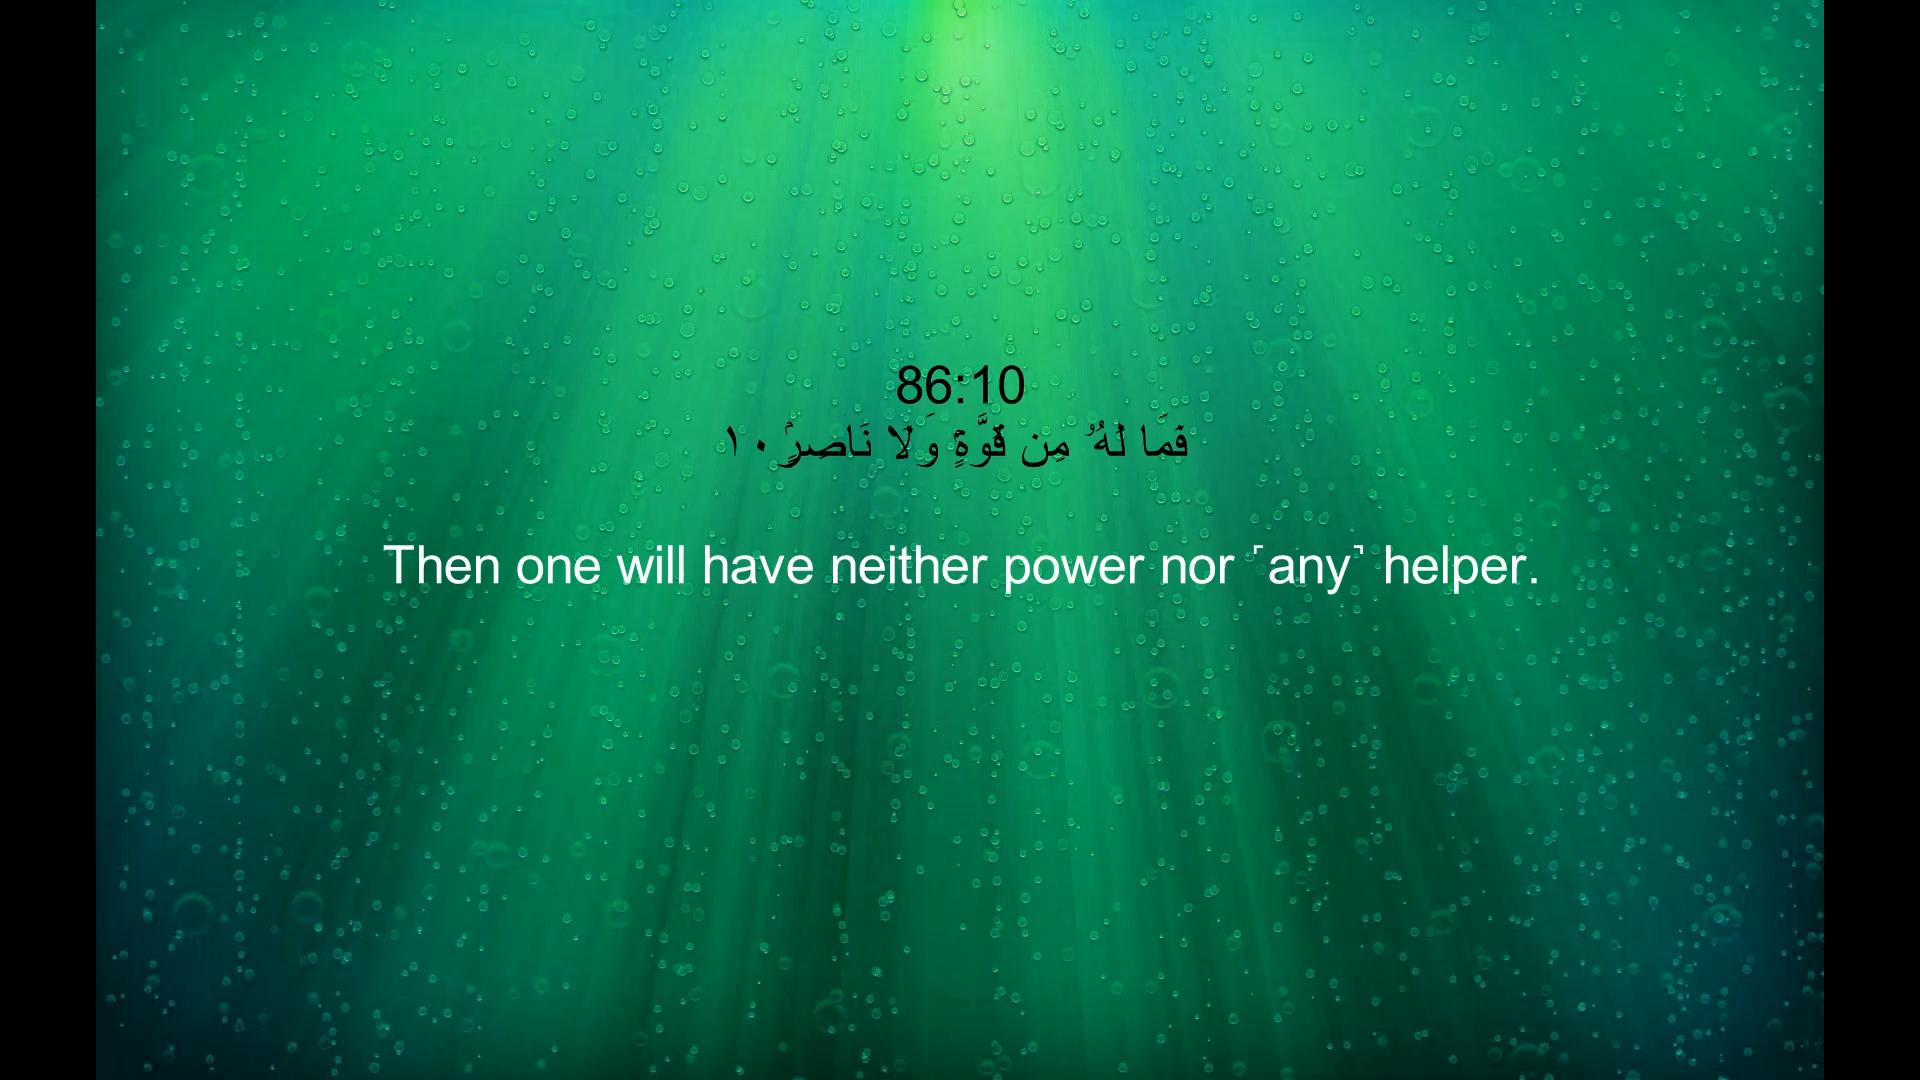 86:10
فَمَا لَهُۥ مِن قُوَّةٍۢ وَلَا نَاصِرٍۢ ١٠
Then one will have neither power nor ˹any˺ helper.